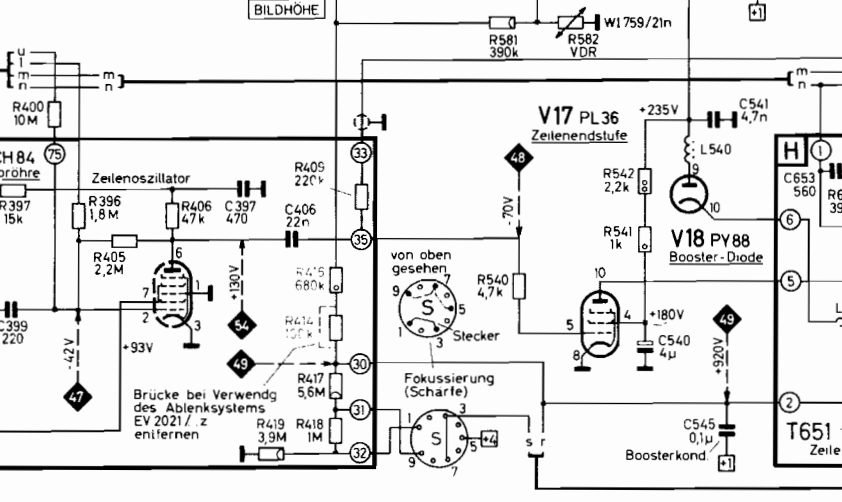 BILDHÖHE
+1
R581
390k
R582
VDR
W1759/21n
u
l
m
n
m
n
m
n
R400
10M
75
33
V17 PL36
Zeilenendstufe
+235V
C541
4,7n
CH 84
Zeilenoszillator
R409
220k
48
L540
9
H
1
R397
15k
R396
1,8M
R406
47k
C397
470
C406
22n
R542
2,2k
10
C653
560
-70V
35
R541
1k
V18 PY88
Booster-Diode
6
R405
2,2M
6
von oben
gesehen
680k
9
7
S
5
1
3
Stecker
R540
4,7k
10
5
7
1
2
3
+130V
R414
5
4
8
+180V
49
C399
220
-42V
+93V
54
C540
4µ
+920V
49
30
47
R417
5,6M
Fokussierung
(Schärfe)
Brücke bei Verwendg
des Ablenksystems
EV 2021/..z
entfernen
31
2
R419
3,9M
R418
1M
1
3
S
5
+4
9
7
s
r
32
C545
0,1µ
Boosterkond.
+1
T651
Zeile